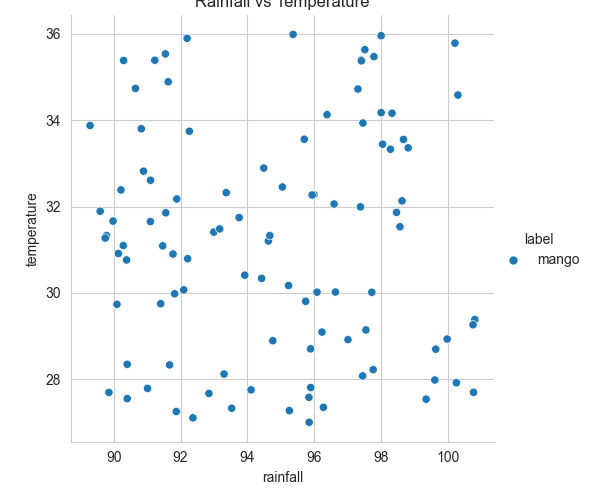 Rainfall vs Temperature
36
34
32
30
28
temperature
90 92 94 96 98 100
rainfall
label
mango